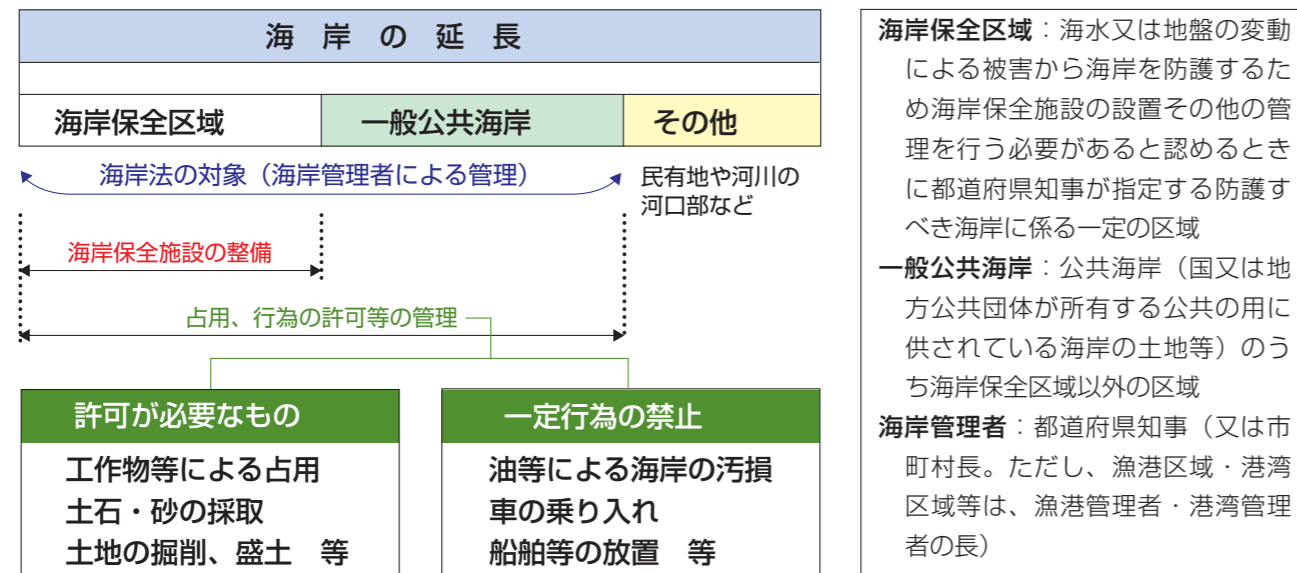 海岸の延長
海岸保全区域
一般公共海岸
その他
海岸法の対象（海岸管理者による管理）
民有地や河川の
河口部など
海岸保全施設の整備
占用、行為の許可等の管理
許可が必要なもの
工作物等による占用
土石・砂の採取
土地の掘削、盛土　等
一定行為の禁止
油等による海岸の汚損
車の乗り入れ
船舶等の放置　等
海岸保全区域：海水又は地盤の変動
による被害から海岸を防護するた
め海岸保全施設の設置その他の管
理を行う必要があると認めるとき
に都道府県知事が指定する防護す
べき海岸に係る一定の区域
一般公共海岸：公共海岸（国又は地
方公共団体が所有する公共の用に
供されている海岸の土地等）のう
ち海岸保全区域以外の区域
海岸管理者：都道府県知事（又は市
町村長。ただし、漁港区域・港湾
区域等は、漁港管理者・港湾管理
者の長）